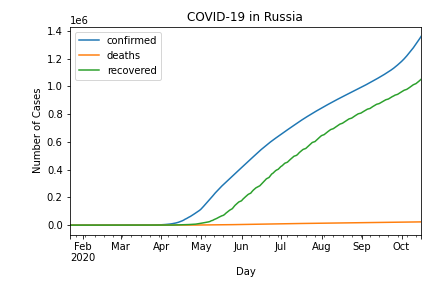 COVID-19 in Russia
1e6
confirmed
deaths
recovered
Number of Cases
1.4
1.2
1.0
0.8
0.6
0.4
0.2
0.0
Feb Mar Apr May Jun Jul Aug Sep Oct
2020
Day